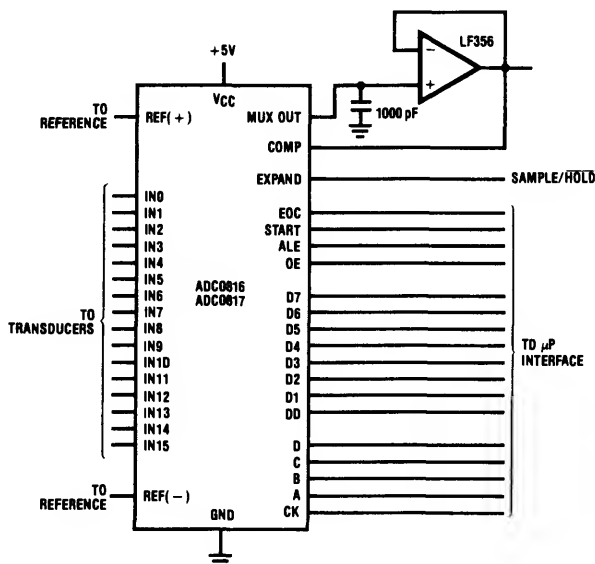 LF356
+5V
VCC
TO
REFERENCE
REF(+)
MUX OUT
−
+
1000 pF
COMP
EXPAND
SAMPLE/HOLD
IN0
IN1
IN2
IN3
IN4
IN5
IN6
IN7
IN8
IN9
IN1D
IN11
IN12
IN13
IN14
IN15
TO
TRANSDUCERS
ADC0816
ADC0817
EOC
START
ALE
OE
D7
D6
D5
D4
D3
D2
D1
DD
D
C
B
A
CK
TD μP
INTERFACE
TO
REFERENCE
REF(−)
GND